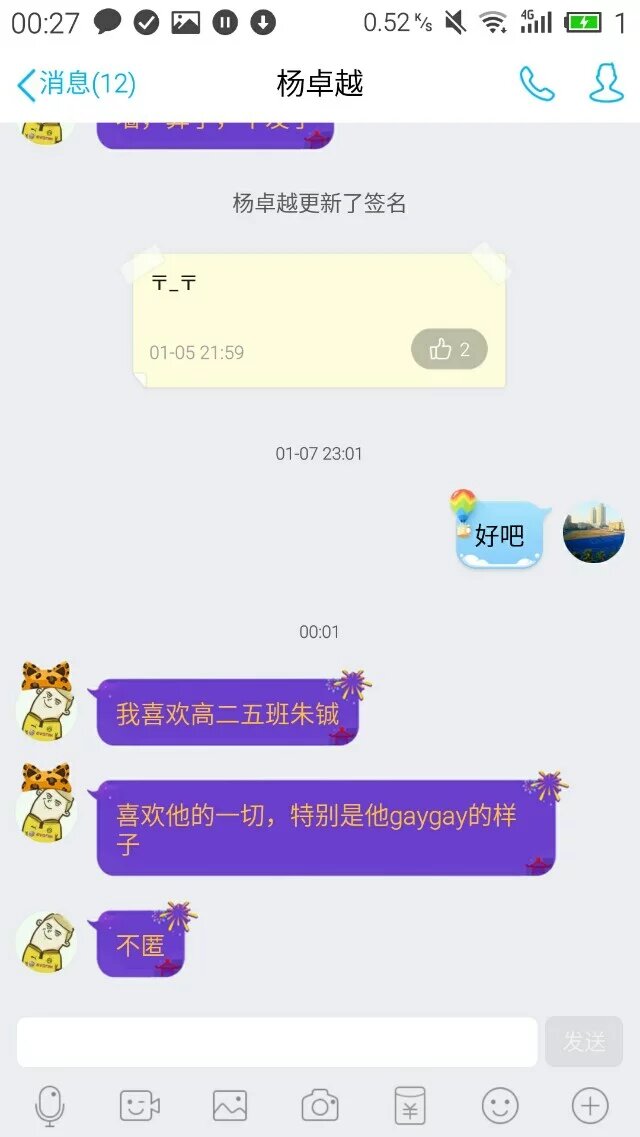 00:27
0.52 K/s
4G
1
消息(12)
杨卓越
杨卓越更新了签名
〒_〒
01-05 21:59
2
01-07 23:01
好吧
00:01
我喜欢高二五班朱铖
喜欢他的一切，特别是他gaygay的样
子
不匿
发送